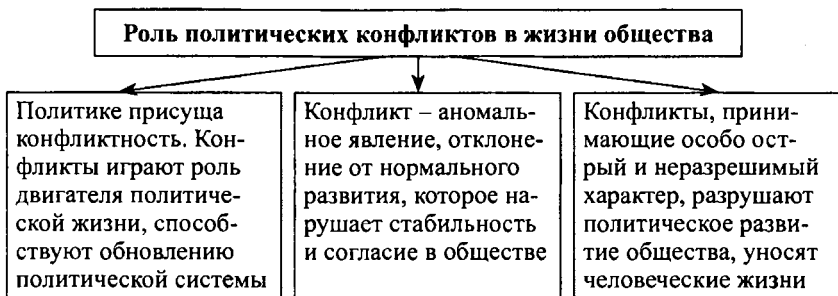 Роль политических конфликтов в жизни общества
Политике присуща
конфликтность. Кон-
фликты играют роль
двигателя политиче-
ской жизни, способ-
ствуют обновлению
политической системы
Конфликт – аномаль-
ное явление, отклоне-
ние от нормального
развития, которое на-
рушает стабильность
и согласие в обществе
Конфликты, прини-
мающие особо ост-
рый и неразрешимый
характер, разрушают
политическое разви-
тие общества, уносят
человеческие жизни